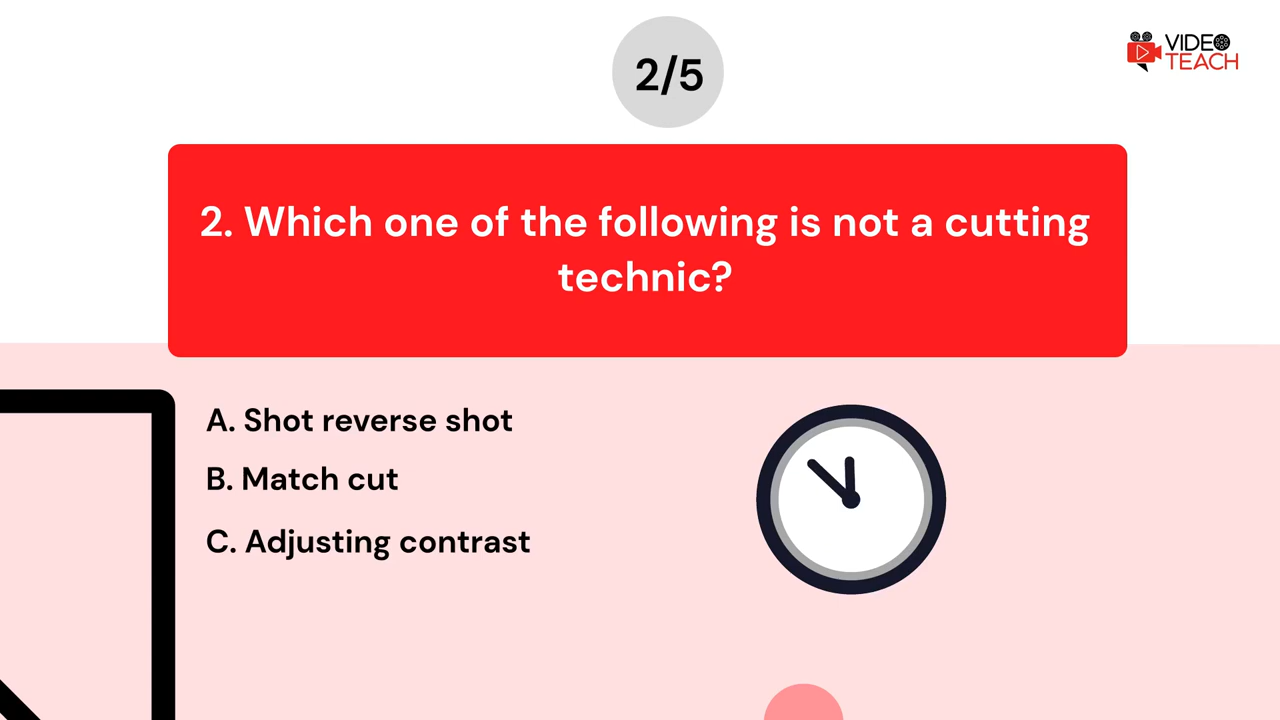 2/5
VIDEO
TEACH
2. Which one of the following is not a cutting
technic?
A. Shot reverse shot
B. Match cut
C. Adjusting contrast